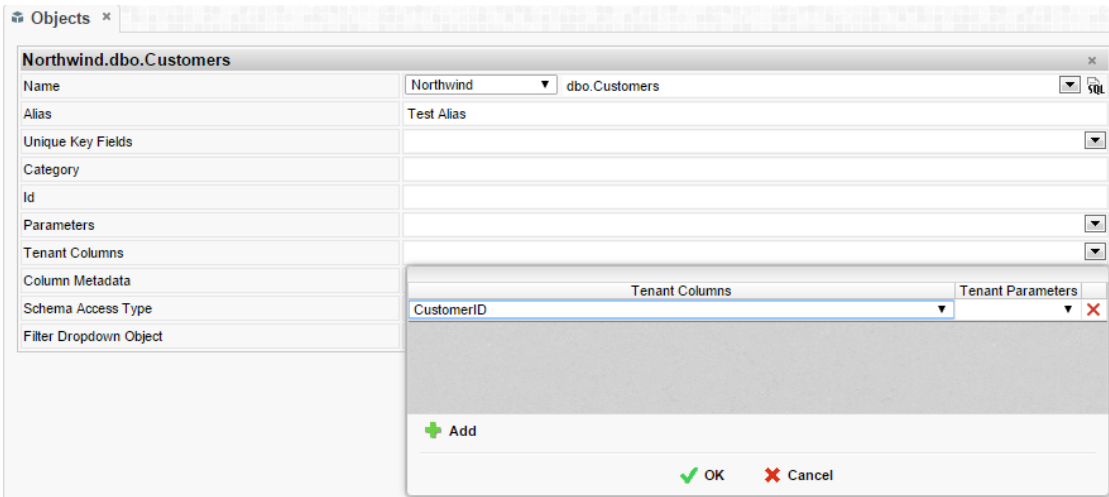 Objects
Northwind.dbo.Customers
Name Northwind dbo.Customers SQL
Alias Test Alias
Unique Key Fields
Category
Id
Parameters
Tenant Columns
Column Metadata
Tenant Columns Tenant Parameters
Schema Access Type CustomerID
Filter Dropdown Object
Add
OK Cancel